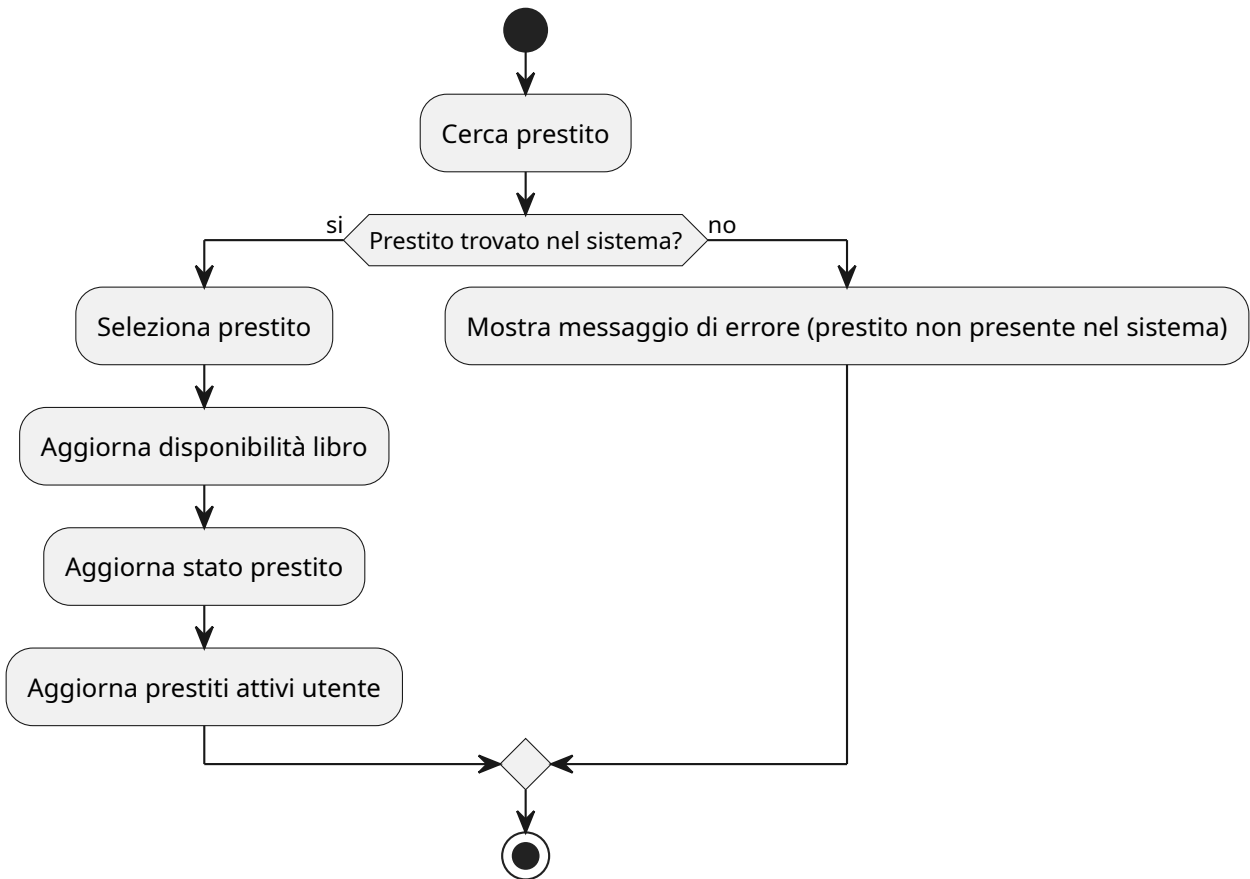 Cerca prestito
si
Prestito trovato nel sistema?
no
Seleziona prestito
Mostra messaggio di errore (prestito non presente nel sistema)
Aggiorna disponibilità libro
Aggiorna stato prestito
Aggiorna prestiti attivi utente